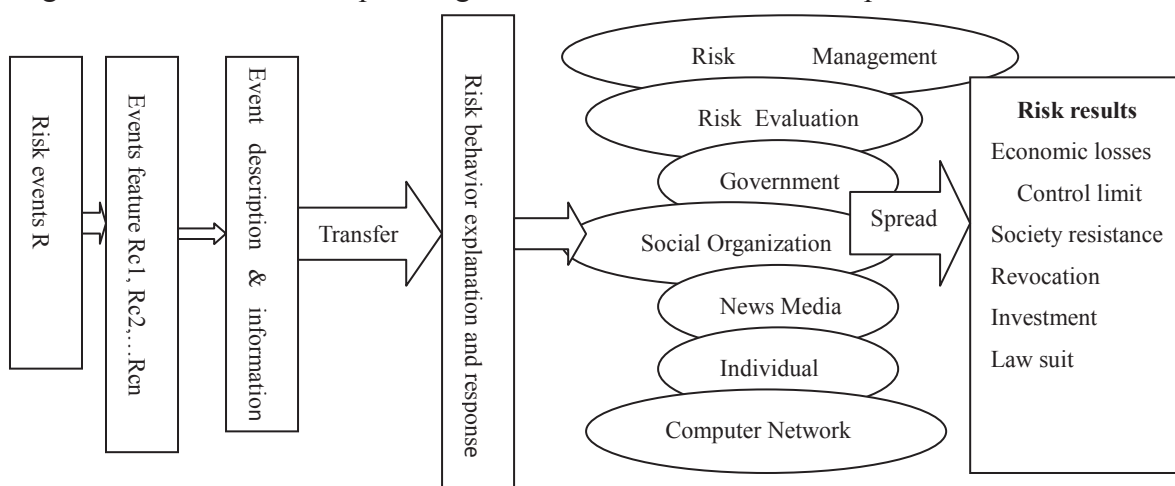 Risk events R
Events feature Rc1, Rc2,…Rcn
Event description & information
Transfer
Risk behavior explanation and response
Risk Management
Risk Evaluation
Government
Social Organization
News Media
Individual
Computer Network
Spread
Risk results
Economic losses
Control limit
Society resistance
Revocation
Investment
Law suit